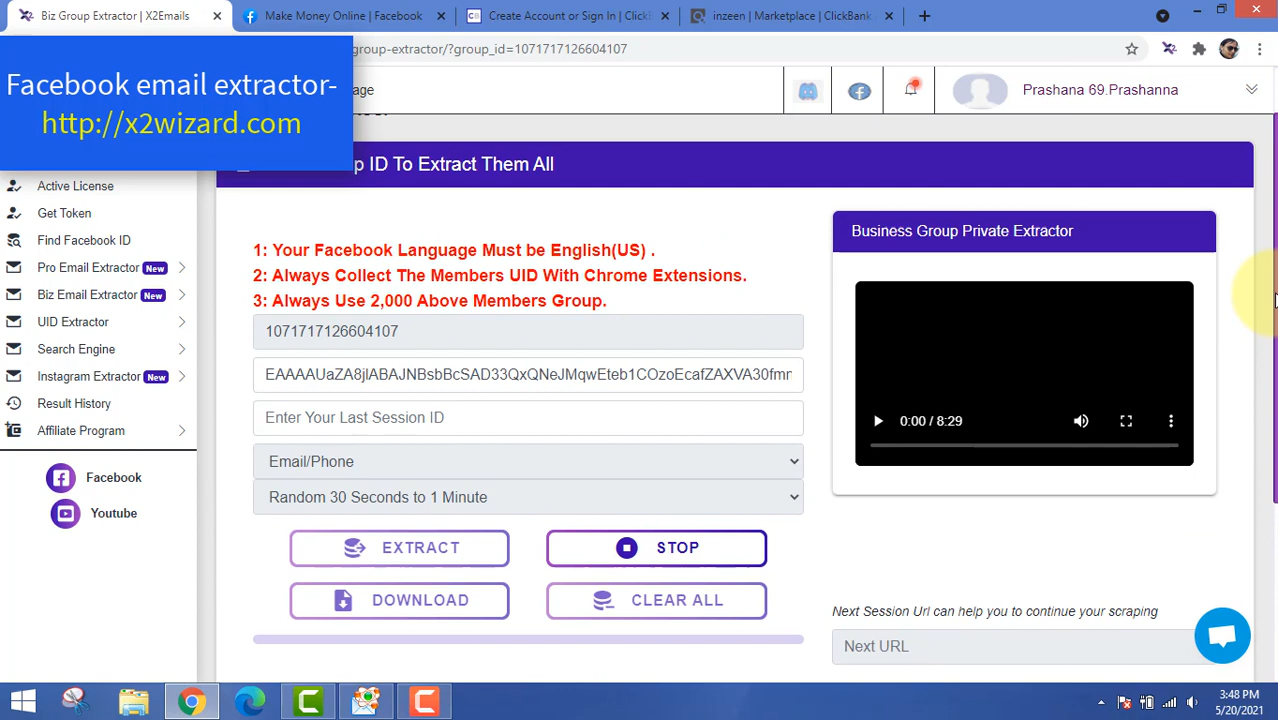 Biz Group Extractor | X2Emails
Make Money Online | Facebook
Create Account or Sign In | Click
inzeen | Marketplace | ClickBank
Facebook email extractor-
http://x2wizard.com
group-extractor/?group_id=1071717126604107
age
Prashana 69.Prashanna
p ID To Extract Them All
Active License
Get Token
Find Facebook ID
Pro Email Extractor New
Biz Email Extractor New
UID Extractor
Search Engine
Instagram Extractor New
Result History
Affiliate Program
Facebook
Youtube
1: Your Facebook Language Must be English(US) .
2: Always Collect The Members UID With Chrome Extensions.
3: Always Use 2,000 Above Members Group.
1071717126604107
Enter Your Last Session ID
Email/Phone
Random 30 Seconds to 1 Minute
EXTRACT
STOP
DOWNLOAD
CLEAR ALL
Business Group Private Extractor
0:00 / 8:29
Next Session Url can help you to continue your scraping
Next URL
3:48 PM
5/20/2021